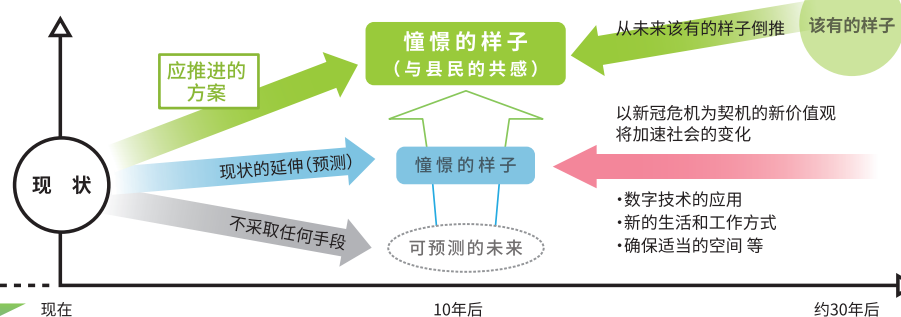 憧憬的样子
（与县民的共感）
从未来该有的样子倒推
该有的样子
应推进的
方案
以新冠危机为契机的新价值观
将加速社会的变化
现状的延伸（预测）
憧憬的样子
现 状
·数字技术的应用
·新的生活和工作方式
·确保适当的空间 等
不采取任何手段
可预测的未来
现在
10年后
约30年后